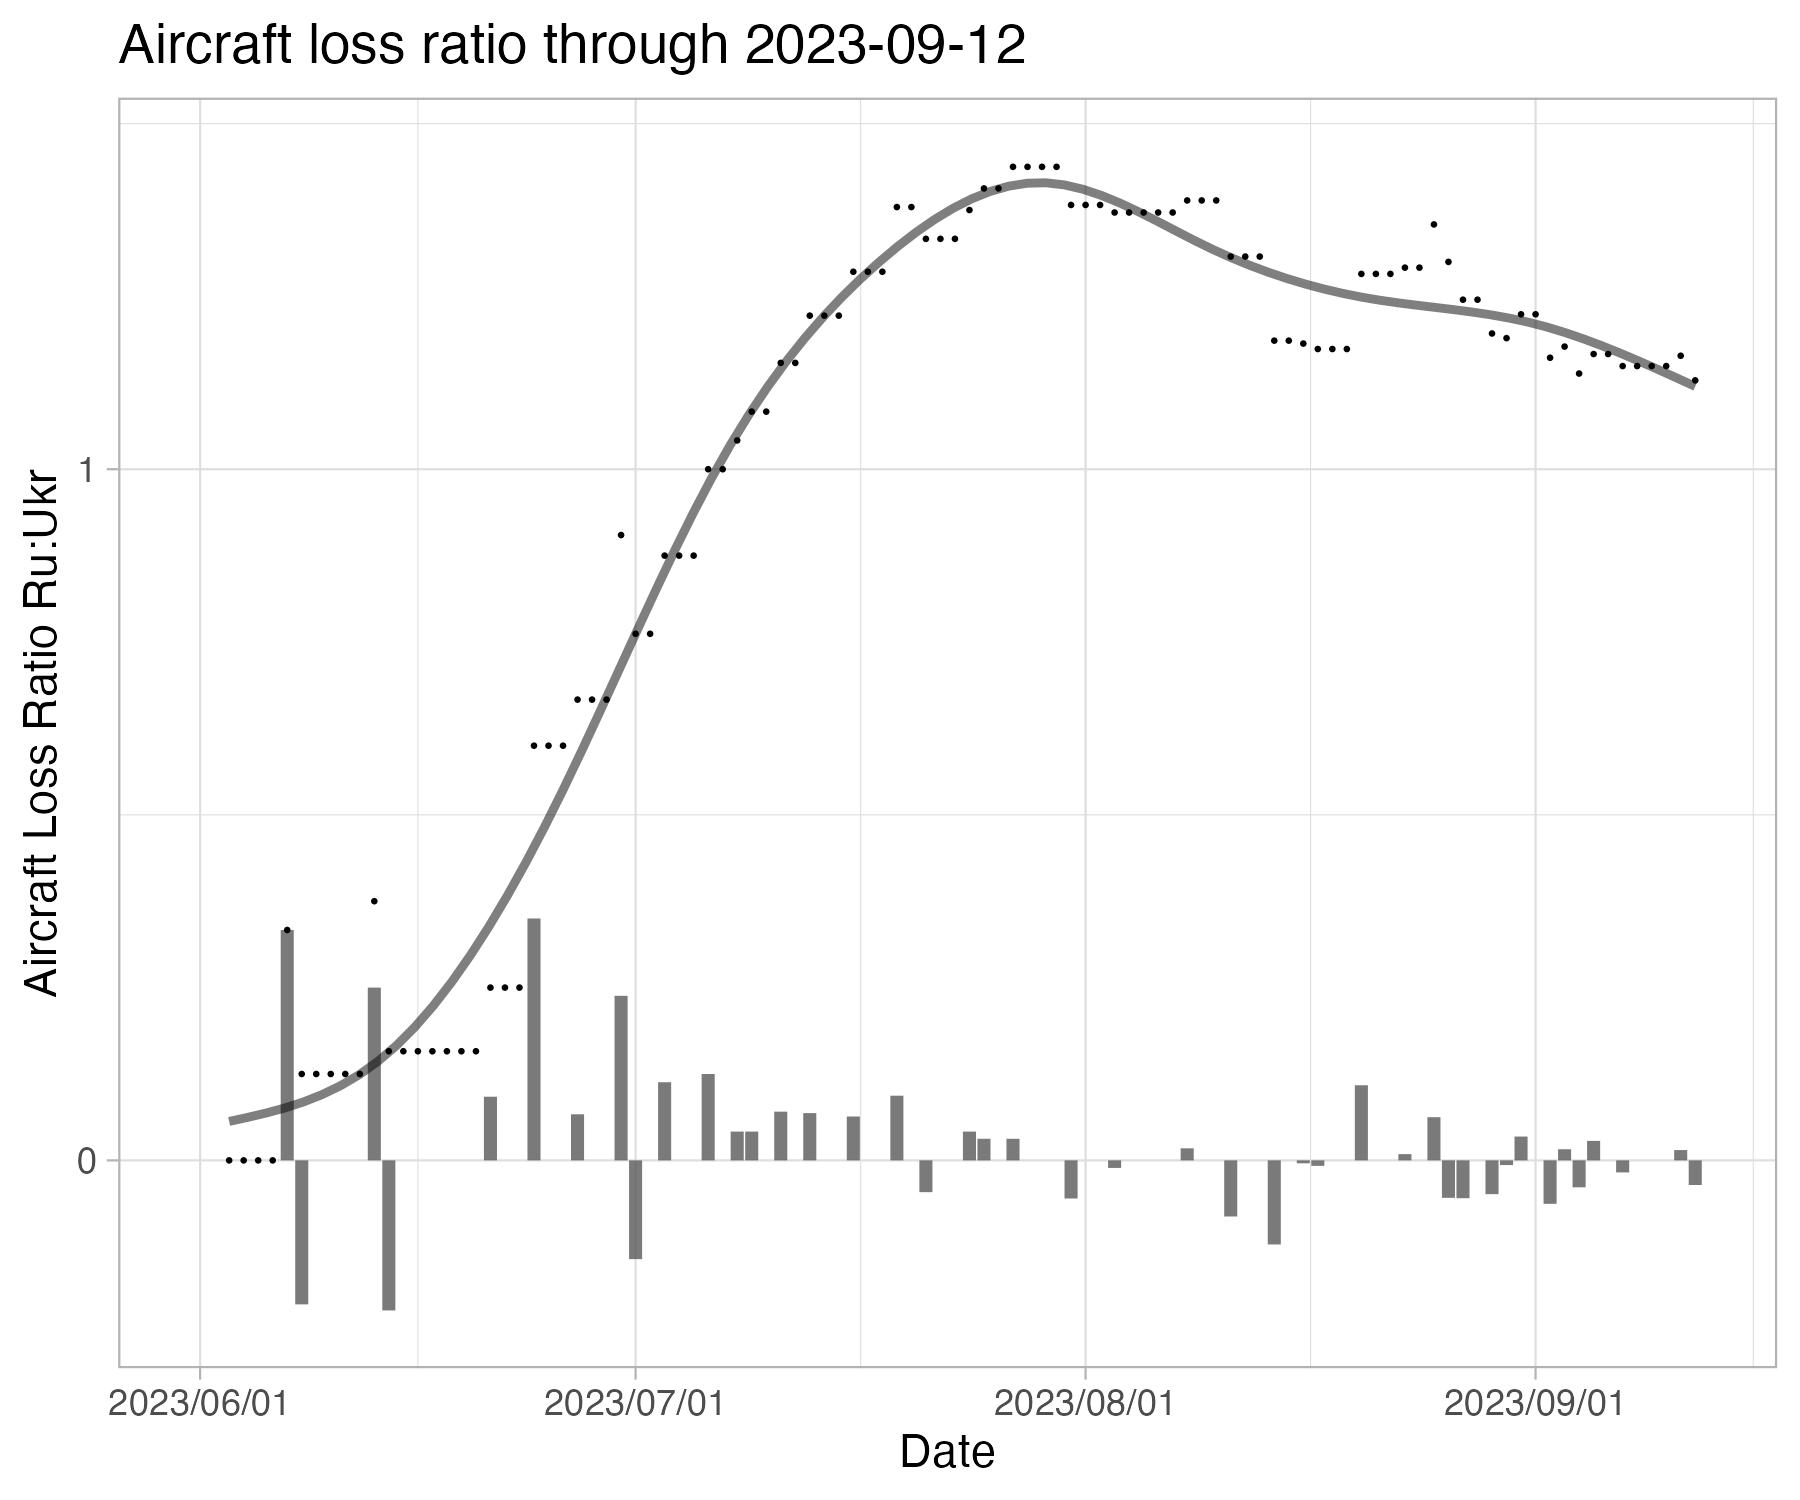 Aircraft loss ratio through 2023-09-12
Aircraft Loss Ratio Ru:Ukr
1
0
2023/06/01
2023/07/01
2023/08/01
2023/09/01
Date